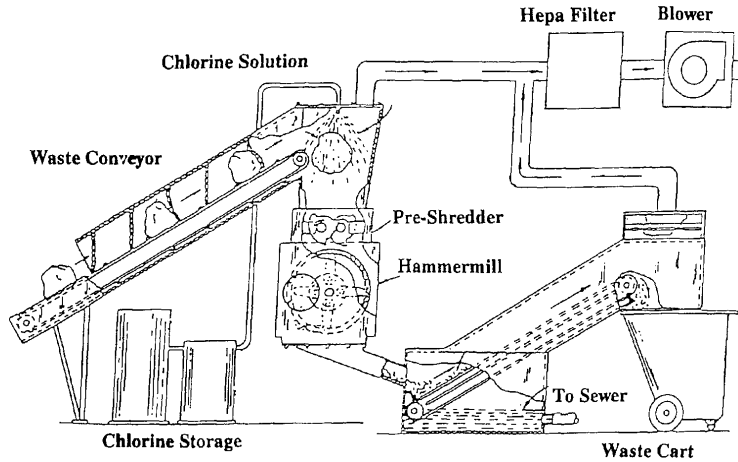 Hepa Filter
Blower
Chlorine Solution
Waste Conveyor
Pre-Shredder
Hammermill
To Sewer
Chlorine Storage
Waste Cart